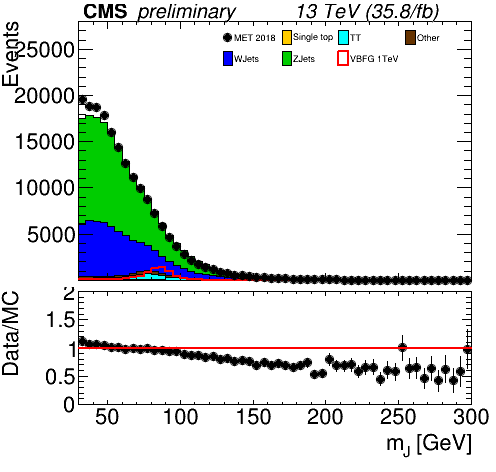 CMS preliminary 13 TeV (35.8/fb)
Events
MET 2018 Single top TT Other
WJets ZJets VBFG 1TeV
25000
20000
15000
10000
5000
Data/MC
2
1.5
1
0.5
0
50 100 150 200 250 300
m_J [GeV]